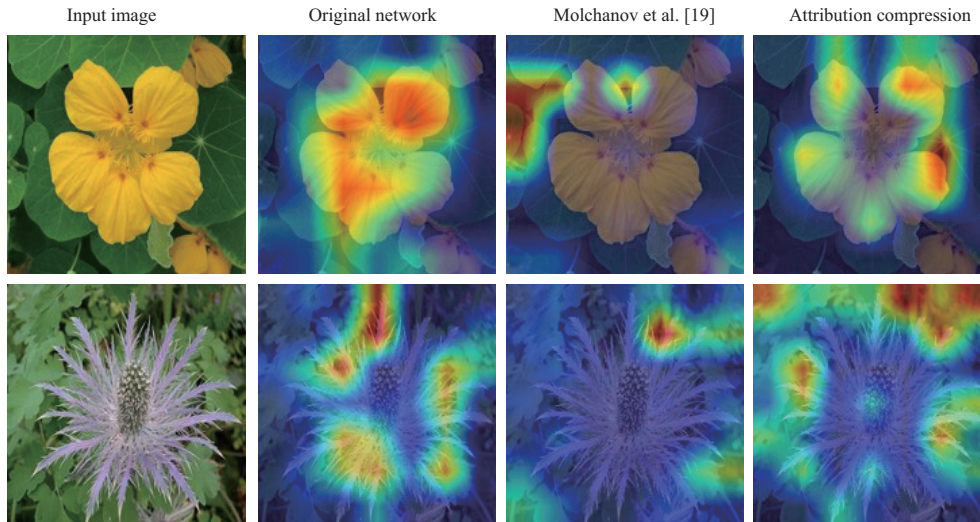 Input image
Original network
Molchanov et al. [19]
Attribution compression